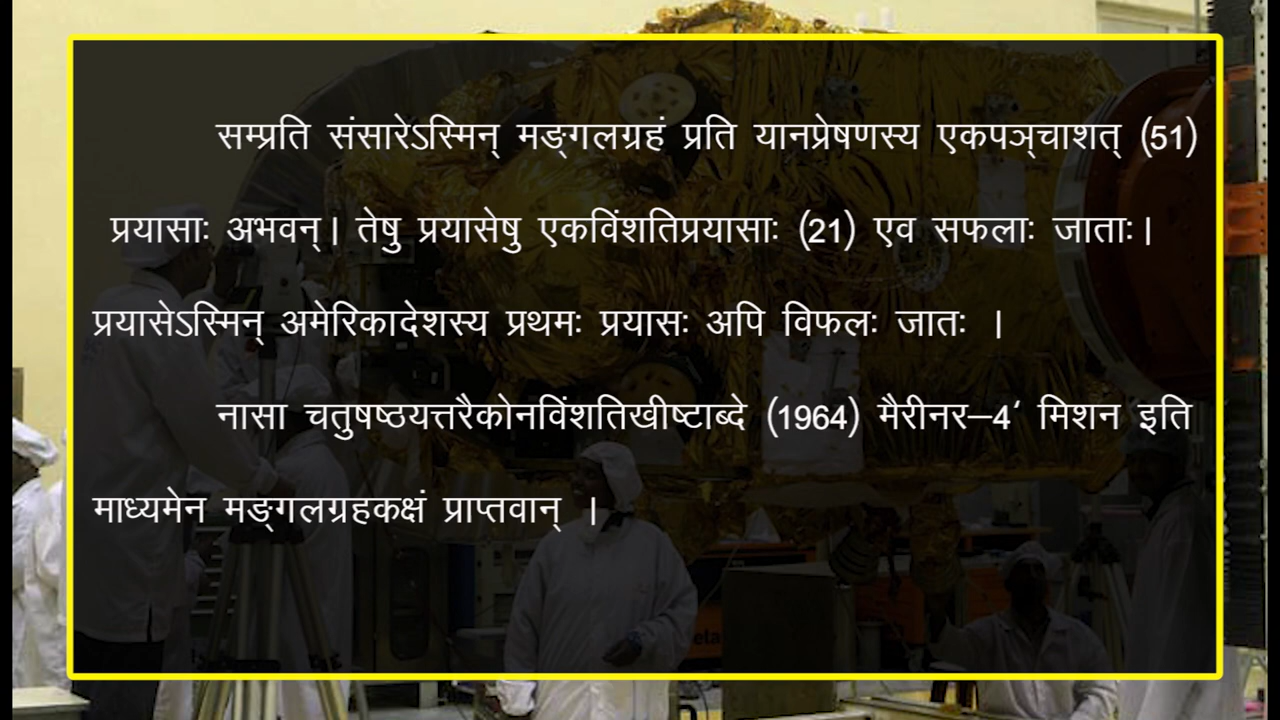 सम्प्रति संसारेऽस्मिन् मङ्गलग्रहं प्रति यानप्रेषणस्य एकपञ्चाशत् (51)
प्रयासाः अभवन्। तेषु प्रयासेषु एकविंशतिप्रयासाः (21) एव सफलाः जाताः।
प्रयासेऽस्मिन् अमेरिकादेशस्य प्रथमः प्रयासः अपि विफलः जातः ।
नासा चतुषष्ठयत्तरैकोनविंशतिखीष्टाब्दे (1964) मैरीनर–4‘ मिशन इति
माध्यमेन मङ्गलग्रहकक्षं प्राप्तवान् ।